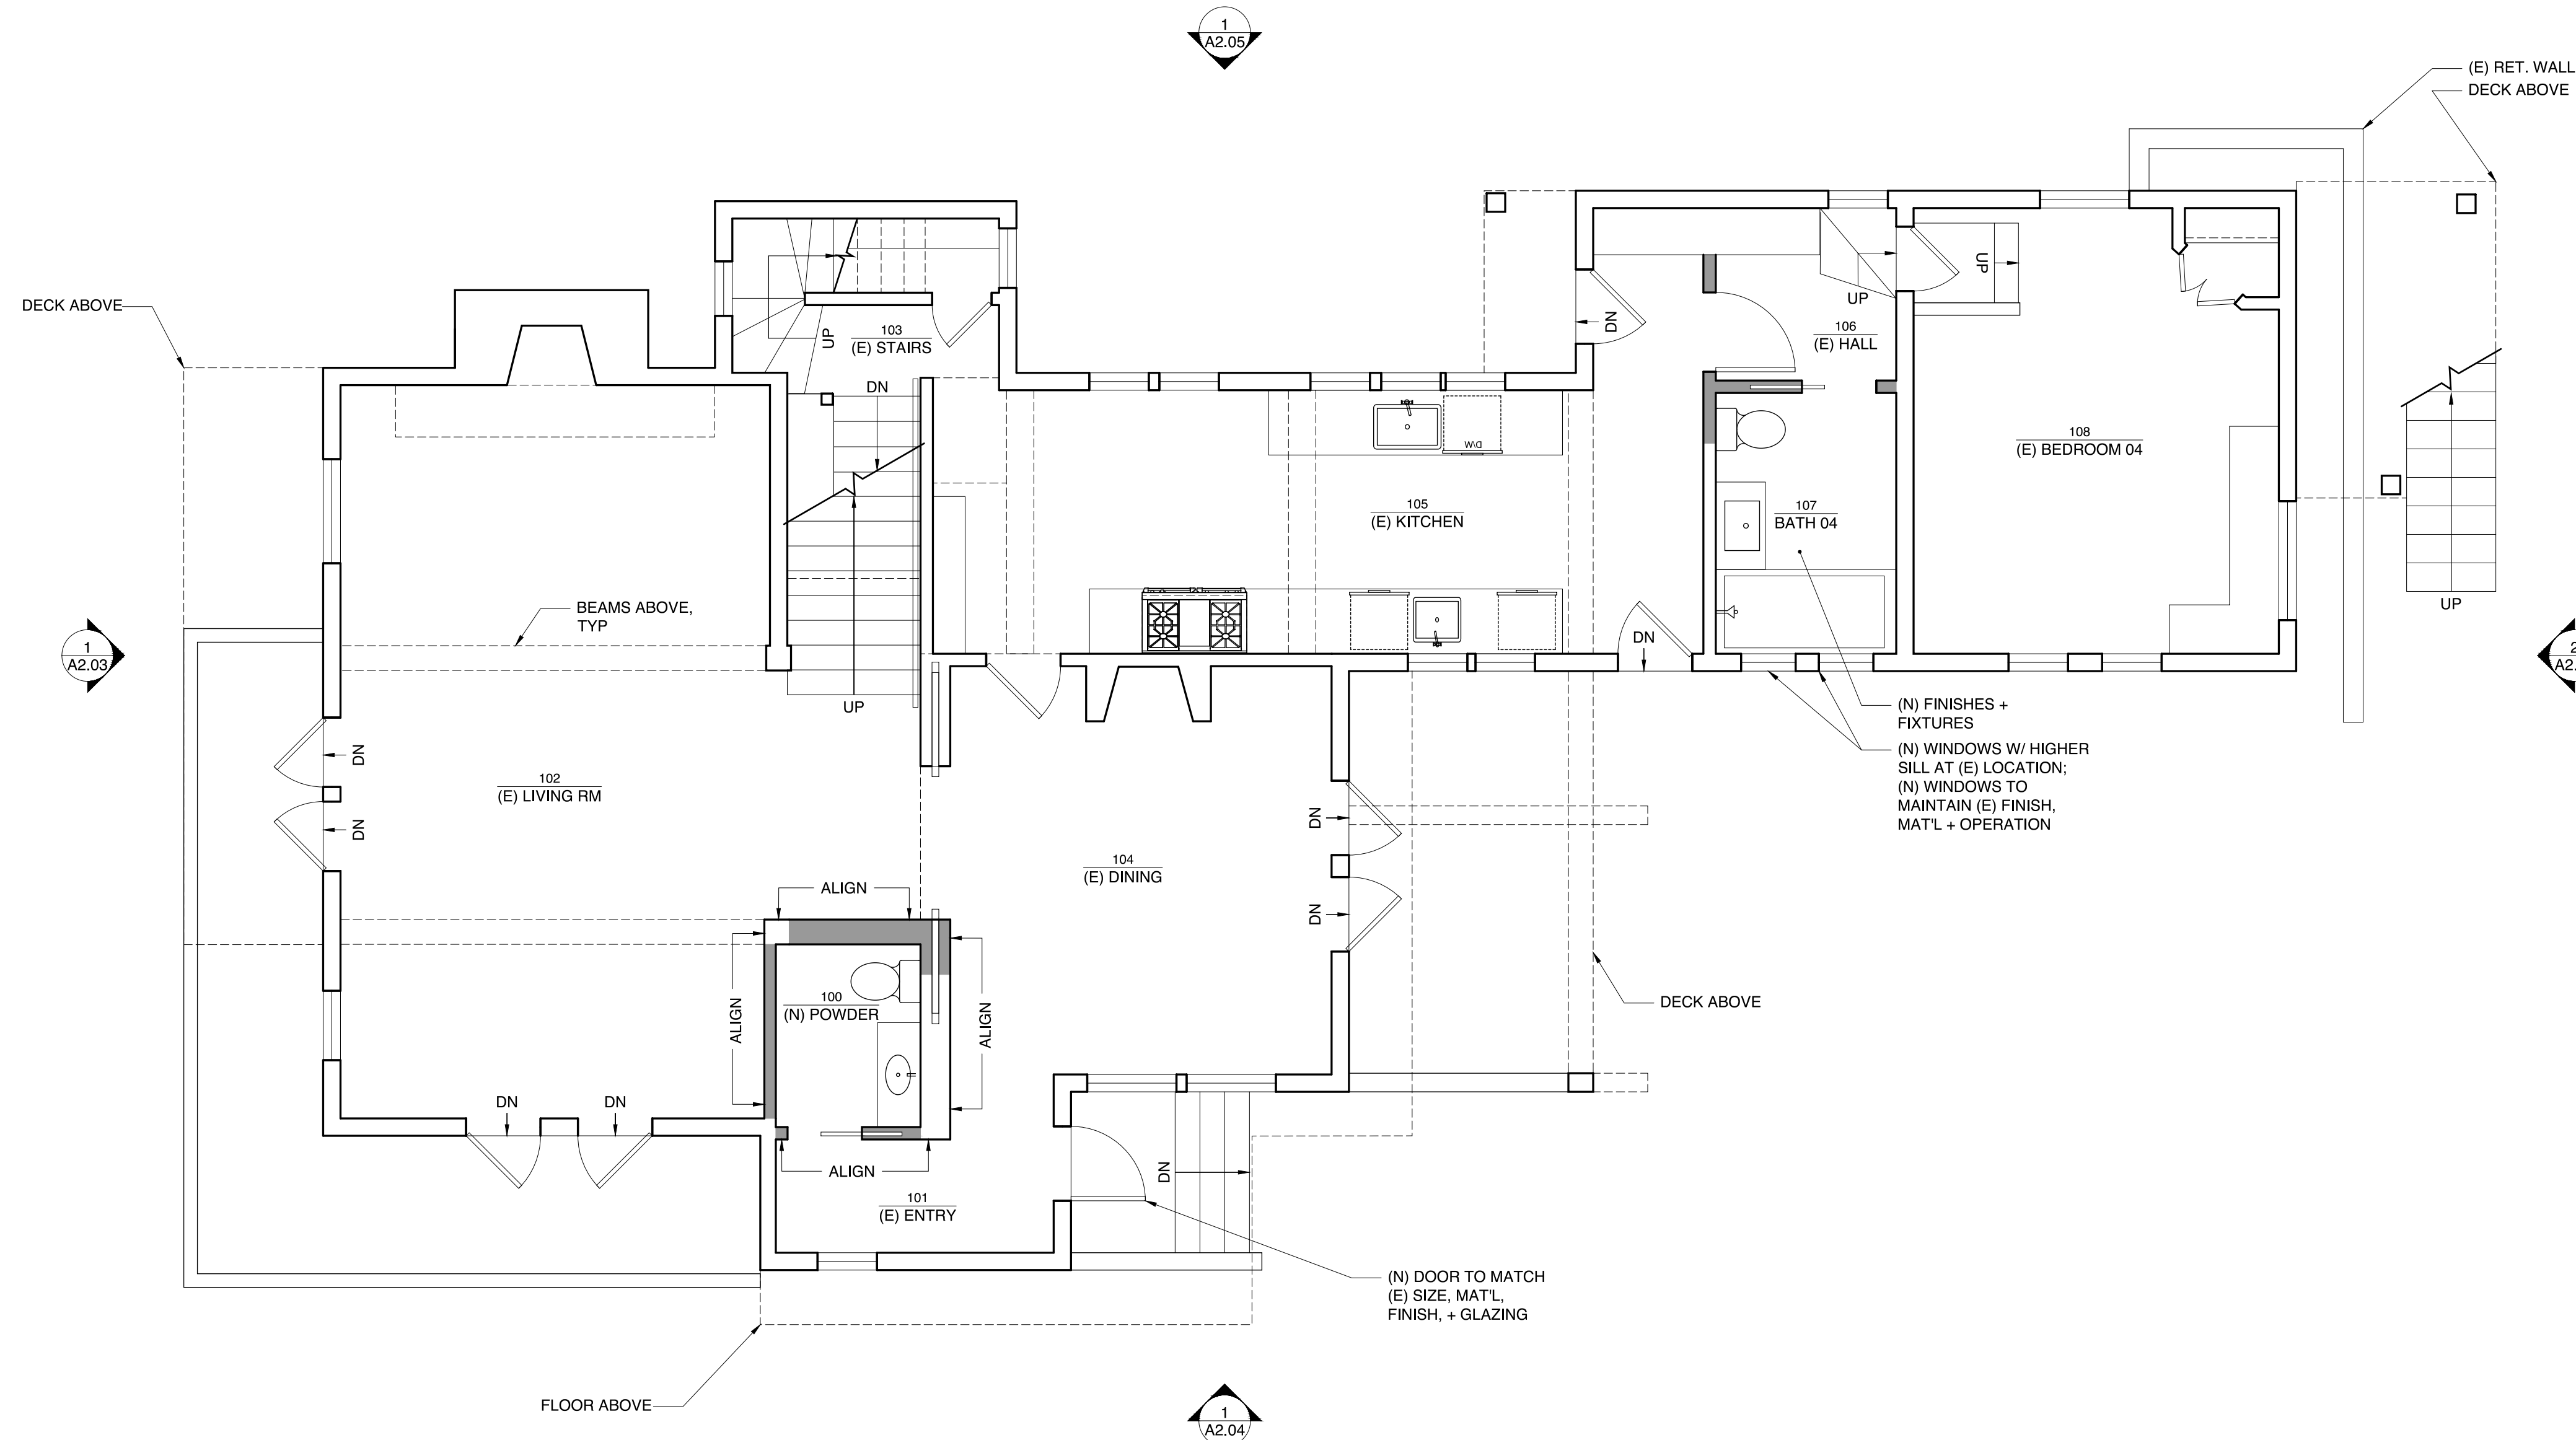 1
A2.05
(E) RET. WALL
DECK ABOVE
DECK ABOVE
103
(E) STAIRS
UP
DN
DN
UP
106
(E) HALL
UP
108
(E) BEDROOM 04
D\W
105
(E) KITCHEN
107
BATH 04
BEAMS ABOVE,
TYP
UP
1
A2.03
DN
2
UP
(N) FINISHES +
FIXTURES
(N) WINDOWS W/ HIGHER
SILL AT (E) LOCATION;
(N) WINDOWS TO
MAINTAIN (E) FINISH,
MAT'L + OPERATION
DN
DN
102
(E) LIVING RM
DN
DN
104
(E) DINING
ALIGN
ALIGN
ALIGN
100
(N) POWDER
DECK ABOVE
DN
DN
ALIGN
DN
101
(E) ENTRY
(N) DOOR TO MATCH
(E) SIZE, MAT'L,
FINISH, + GLAZING
FLOOR ABOVE
1
A2.04